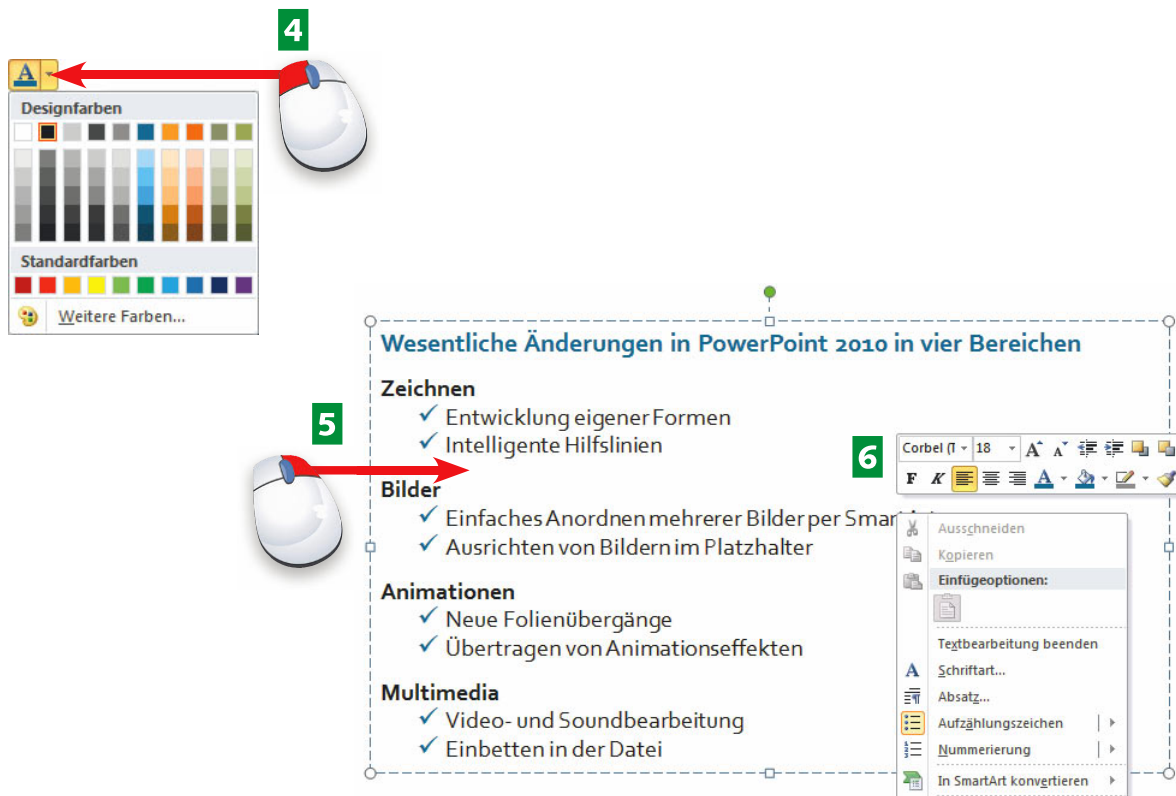 4
A
Designfarben
Standardfarben
Weitere Farben...
Wesentliche Änderungen in PowerPoint 2010 in vier Bereichen
Zeichnen
Entwicklung eigener Formen
Intelligente Hilfslinien
5
Bilder
Einfaches Anordnen mehrerer Bilder per
Ausrichten von Bildern im Platzhalter
Animationen
Neue Folienübergänge
Übertragen von Animationseffekten
Multimedia
Video- und Soundbearbeitung
Einbetten in der Datei
6
Corbel (T 18 A A
F K A
Ausschneiden
Kopieren
Einfügeoptionen:
Textbearbeitung beenden
A Schriftart...
Absatz...
Aufzählungszeichen
Nummerierung
In SmartArt konvertieren